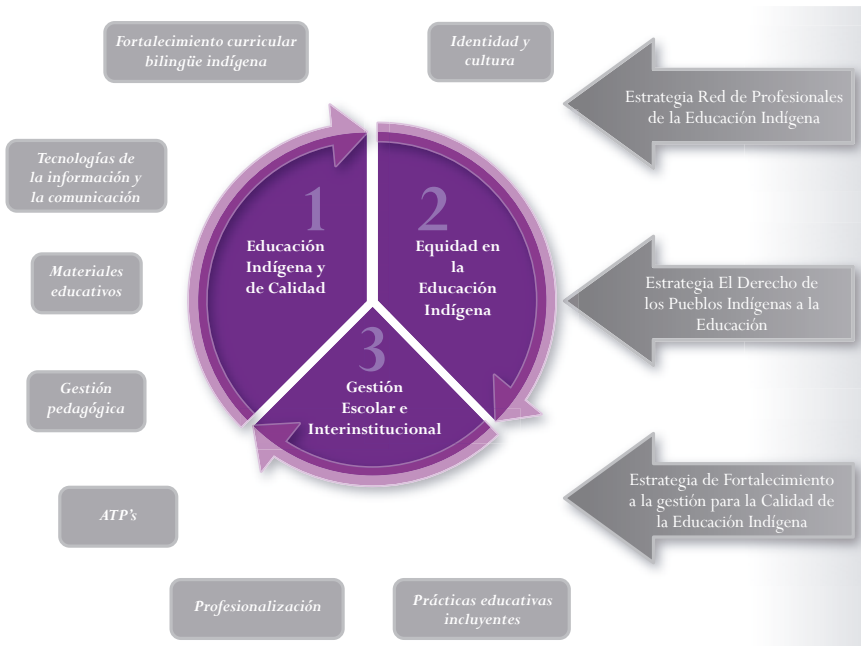 Fortalecimiento curricular
bilingüe indígena
Identidad y
cultura
Estrategia Red de Profesionales
de la Educación Indígena
Tecnologías de
la información y
la comunicación
1
Educación
Indígena y
de Calidad
2
Equidad en
la
Educación
Indígena
Materiales
educativos
Estrategia El Derecho de
los Pueblos Indígenas a la
Educación
3
Gestión
Escolar e
Interinstitucional
Gestión
pedagógica
Estrategia de Fortalecimiento
a la gestión para la Calidad de
la Educación Indígena
ATP's
Profesionalización
Prácticas educativas
incluyentes